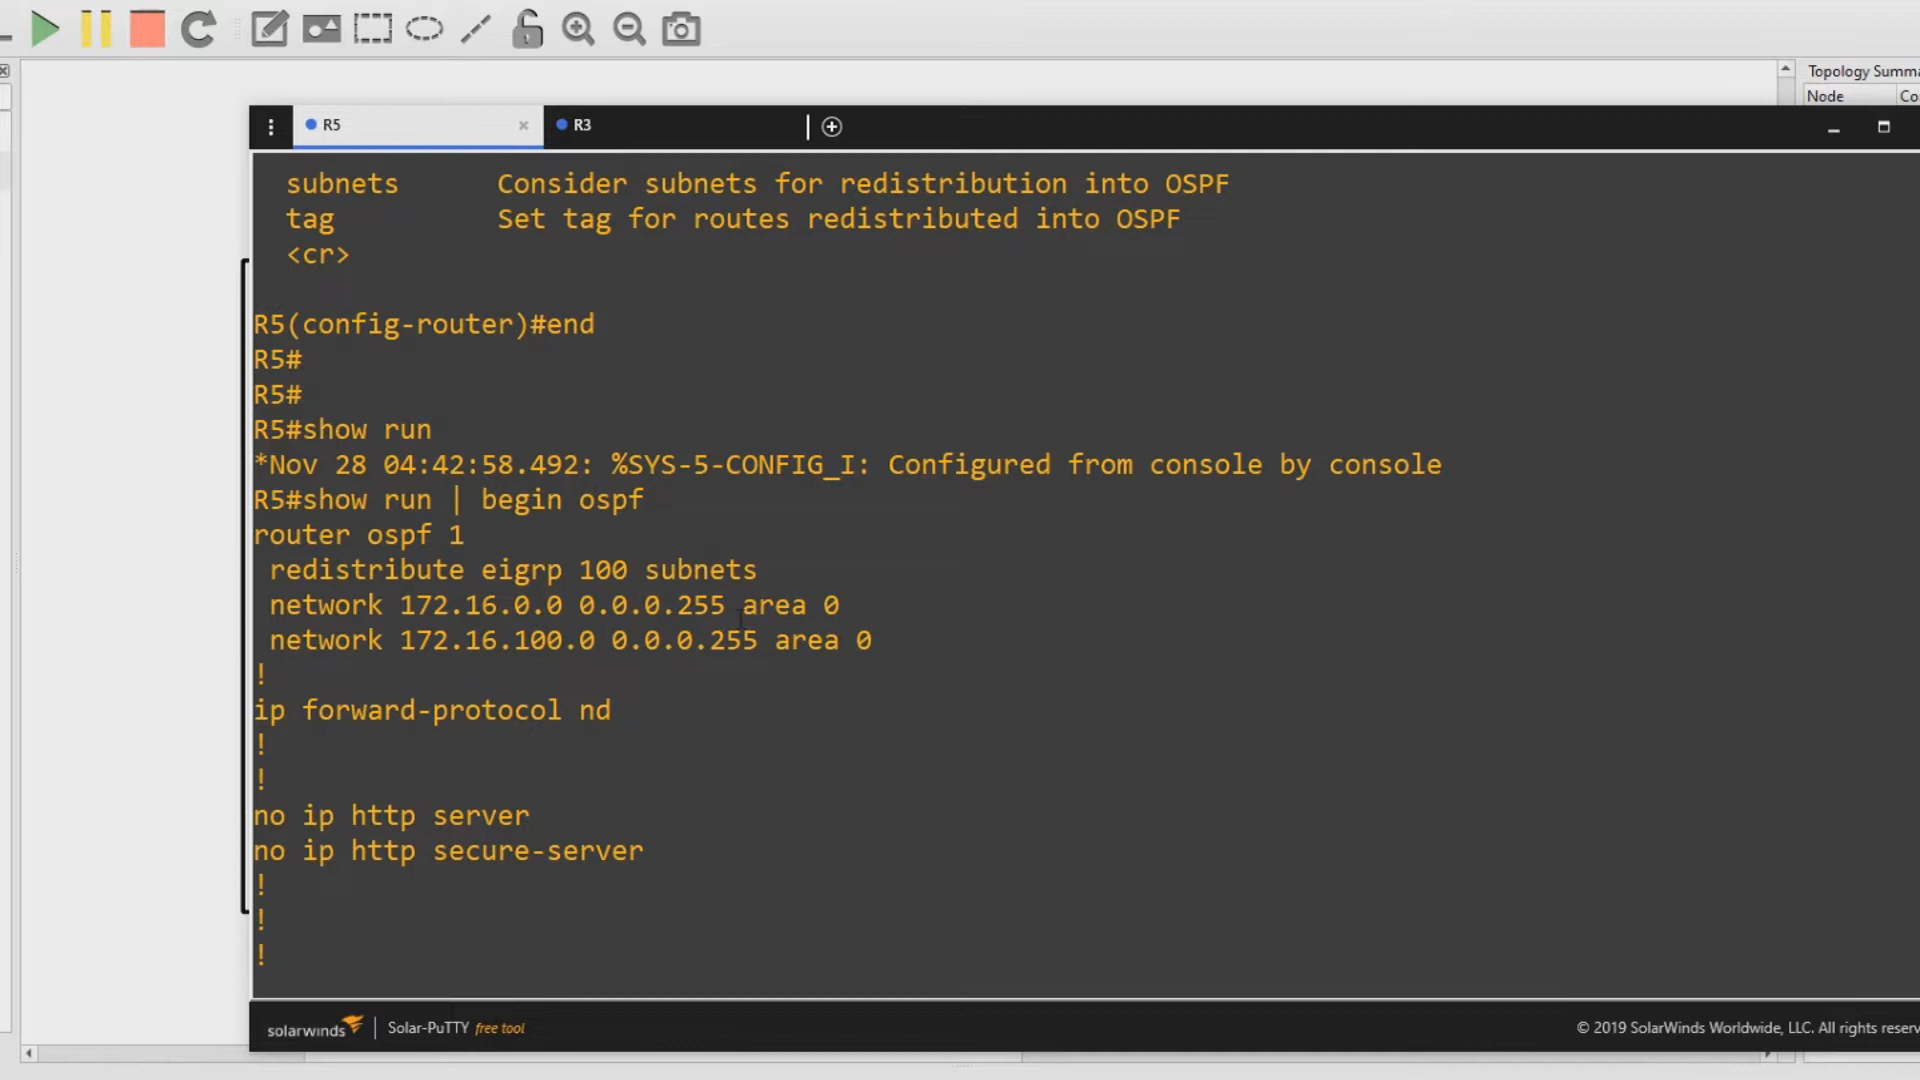 Topology Summa
Node Co
R5
R3
subnets Consider subnets for redistribution into OSPF
tag Set tag for routes redistributed into OSPF
<cr>
R5(config-router)#end
R5#
R5#
R5#show run
*Nov 28 04:42:58.492: %SYS-5-CONFIG_I: Configured from console by console
R5#show run | begin ospf
router ospf 1
redistribute eigrp 100 subnets
network 172.16.0.0 0.0.0.255 area 0
network 172.16.100.0 0.0.0.255 area 0
!
ip forward-protocol nd
!
!
no ip http server
no ip http secure-server
!
!
!
solarwinds | Solar-PuTTY free tool
© 2019 SolarWinds Worldwide, LLC. All rights reserv